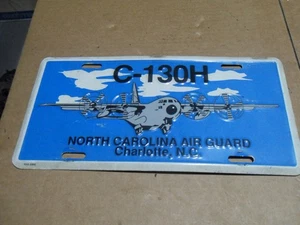 C-130H
NORTH CAROLINA AIR GUARD
Charlotte, N.C.